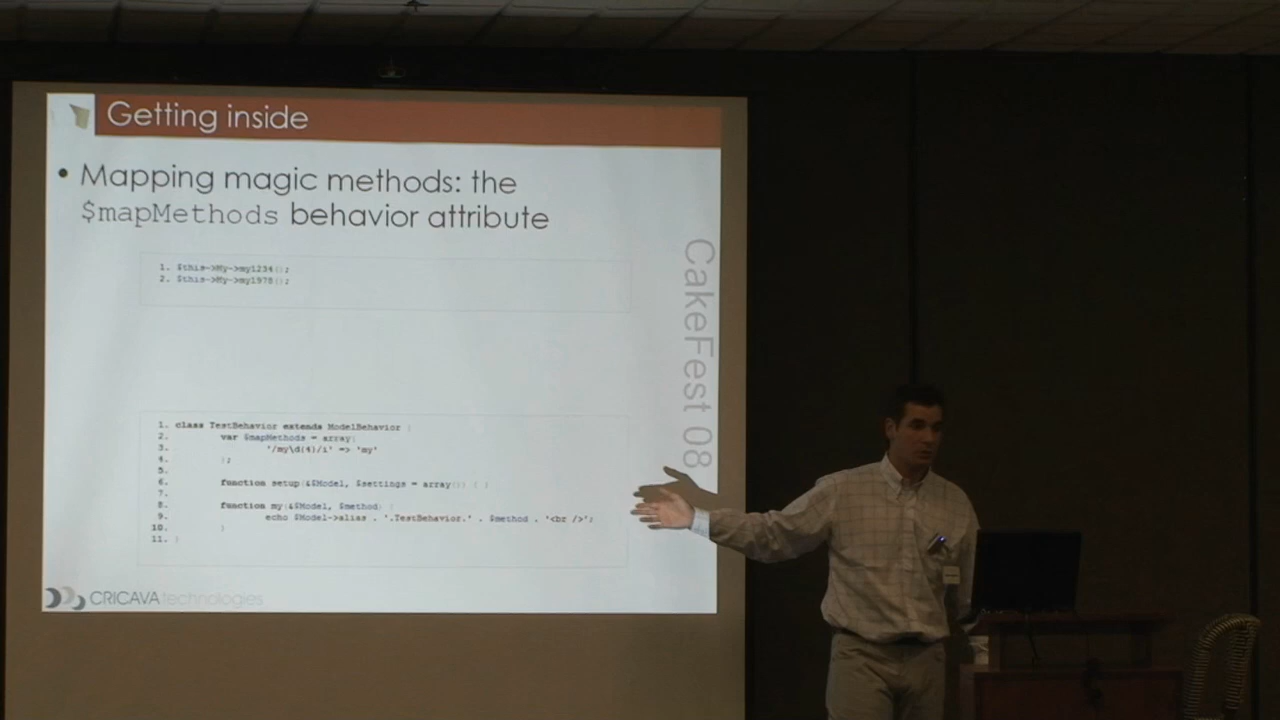 Getting inside
• Mapping magic methods: the
$mapMethods behavior attribute
1. $this->My->my1234();
2. $this->My->my1978();
CakeFest 08
1. class TestBehavior extends ModelBehavior {
2. var $mapMethods = array(
3. '/my\d{4}/i' => 'my'
4. );
5.
6. function setup(&$Model, $settings = array()) { }
7.
8. function my(&$Model, $method) {
9. echo $Model->alias . '.TestBehavior.' . $method . '<br />';
10. }
11. }
CRICAVA technologies